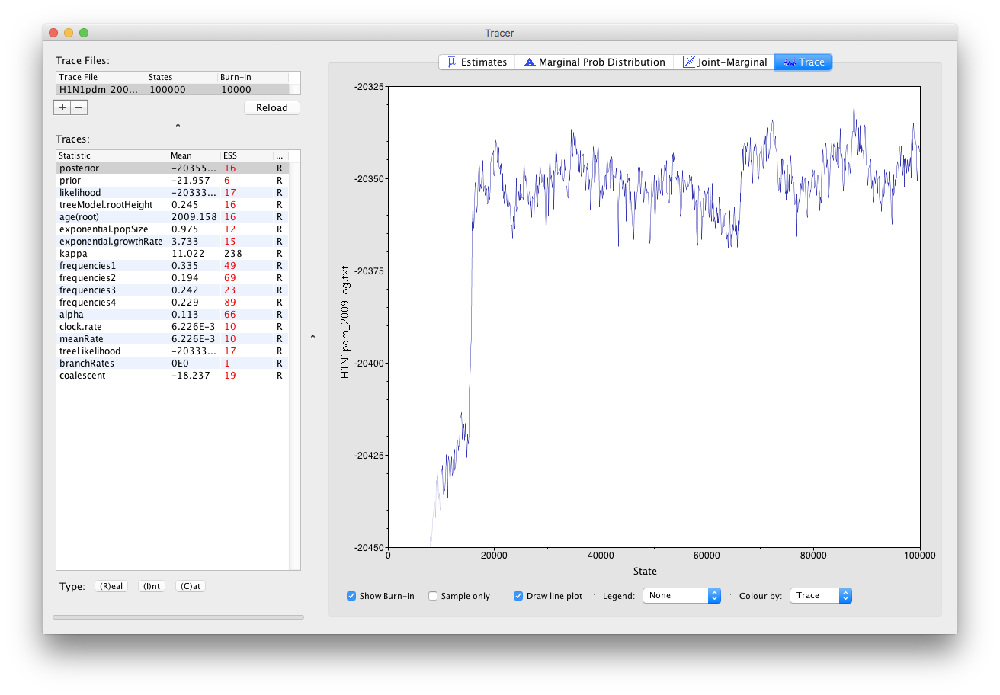 Tracer
Trace Files:
Trace File States Burn-In
H1N1pdm_200... 100000 10000
+ −
Reload
Traces:
Statistic Mean ESS ...
posterior -20355... 16 R
prior -21.957 6 R
likelihood -20333... 17 R
treeModel.rootHeight 0.245 16 R
age(root) 2009.158 16 R
exponential.popSize 0.975 12 R
exponential.growthRate 3.733 15 R
kappa 11.022 238 R
frequencies1 0.335 49 R
frequencies2 0.194 69 R
frequencies3 0.242 23 R
frequencies4 0.229 89 R
alpha 0.113 66 R
clock.rate 6.226E-3 10 R
meanRate 6.226E-3 10 R
treeLikelihood -20333... 17 R
branchRates 0E0 1 R
coalescent -18.237 19 R
Type: (R)eal (I)nt (C)at
μ Estimates Marginal Prob Distribution Joint-Marginal Trace
-20325
-20350
-20375
-20400
-20425
-20450
H1N1pdm_2009.log.txt
0 20000 40000 60000 80000 100000
State
Show Burn-in Sample only Draw line plot Legend: None Colour by: Trace